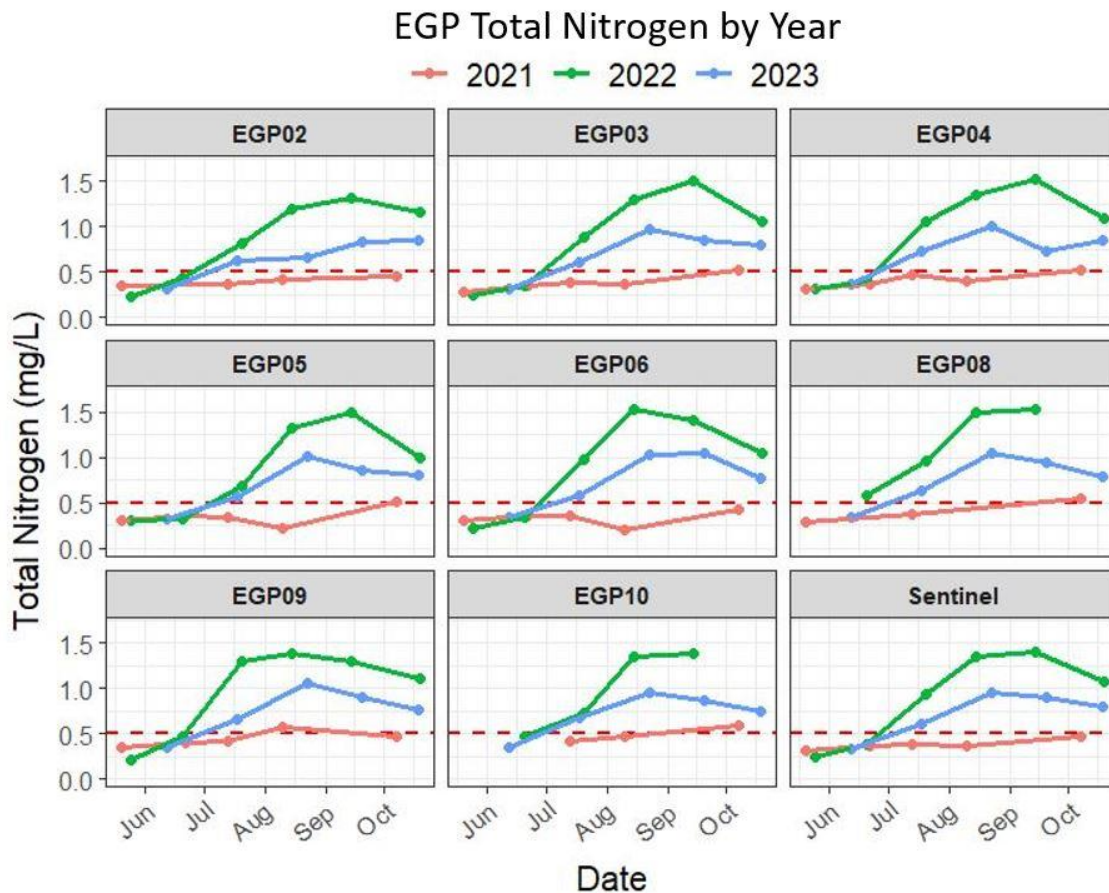 EGP Total Nitrogen by Year
2021 2022 2023
EGP02 EGP03 EGP04
1.5
1.0
0.5
0.0
EGP05 EGP06 EGP08
1.5
1.0
0.5
0.0
EGP09 EGP10 Sentinel
1.5
1.0
0.5
0.0
Total Nitrogen (mg/L)
Jun Jul Aug Sep Oct Jun Jul Aug Sep Oct Jun Jul Aug Sep Oct
Date